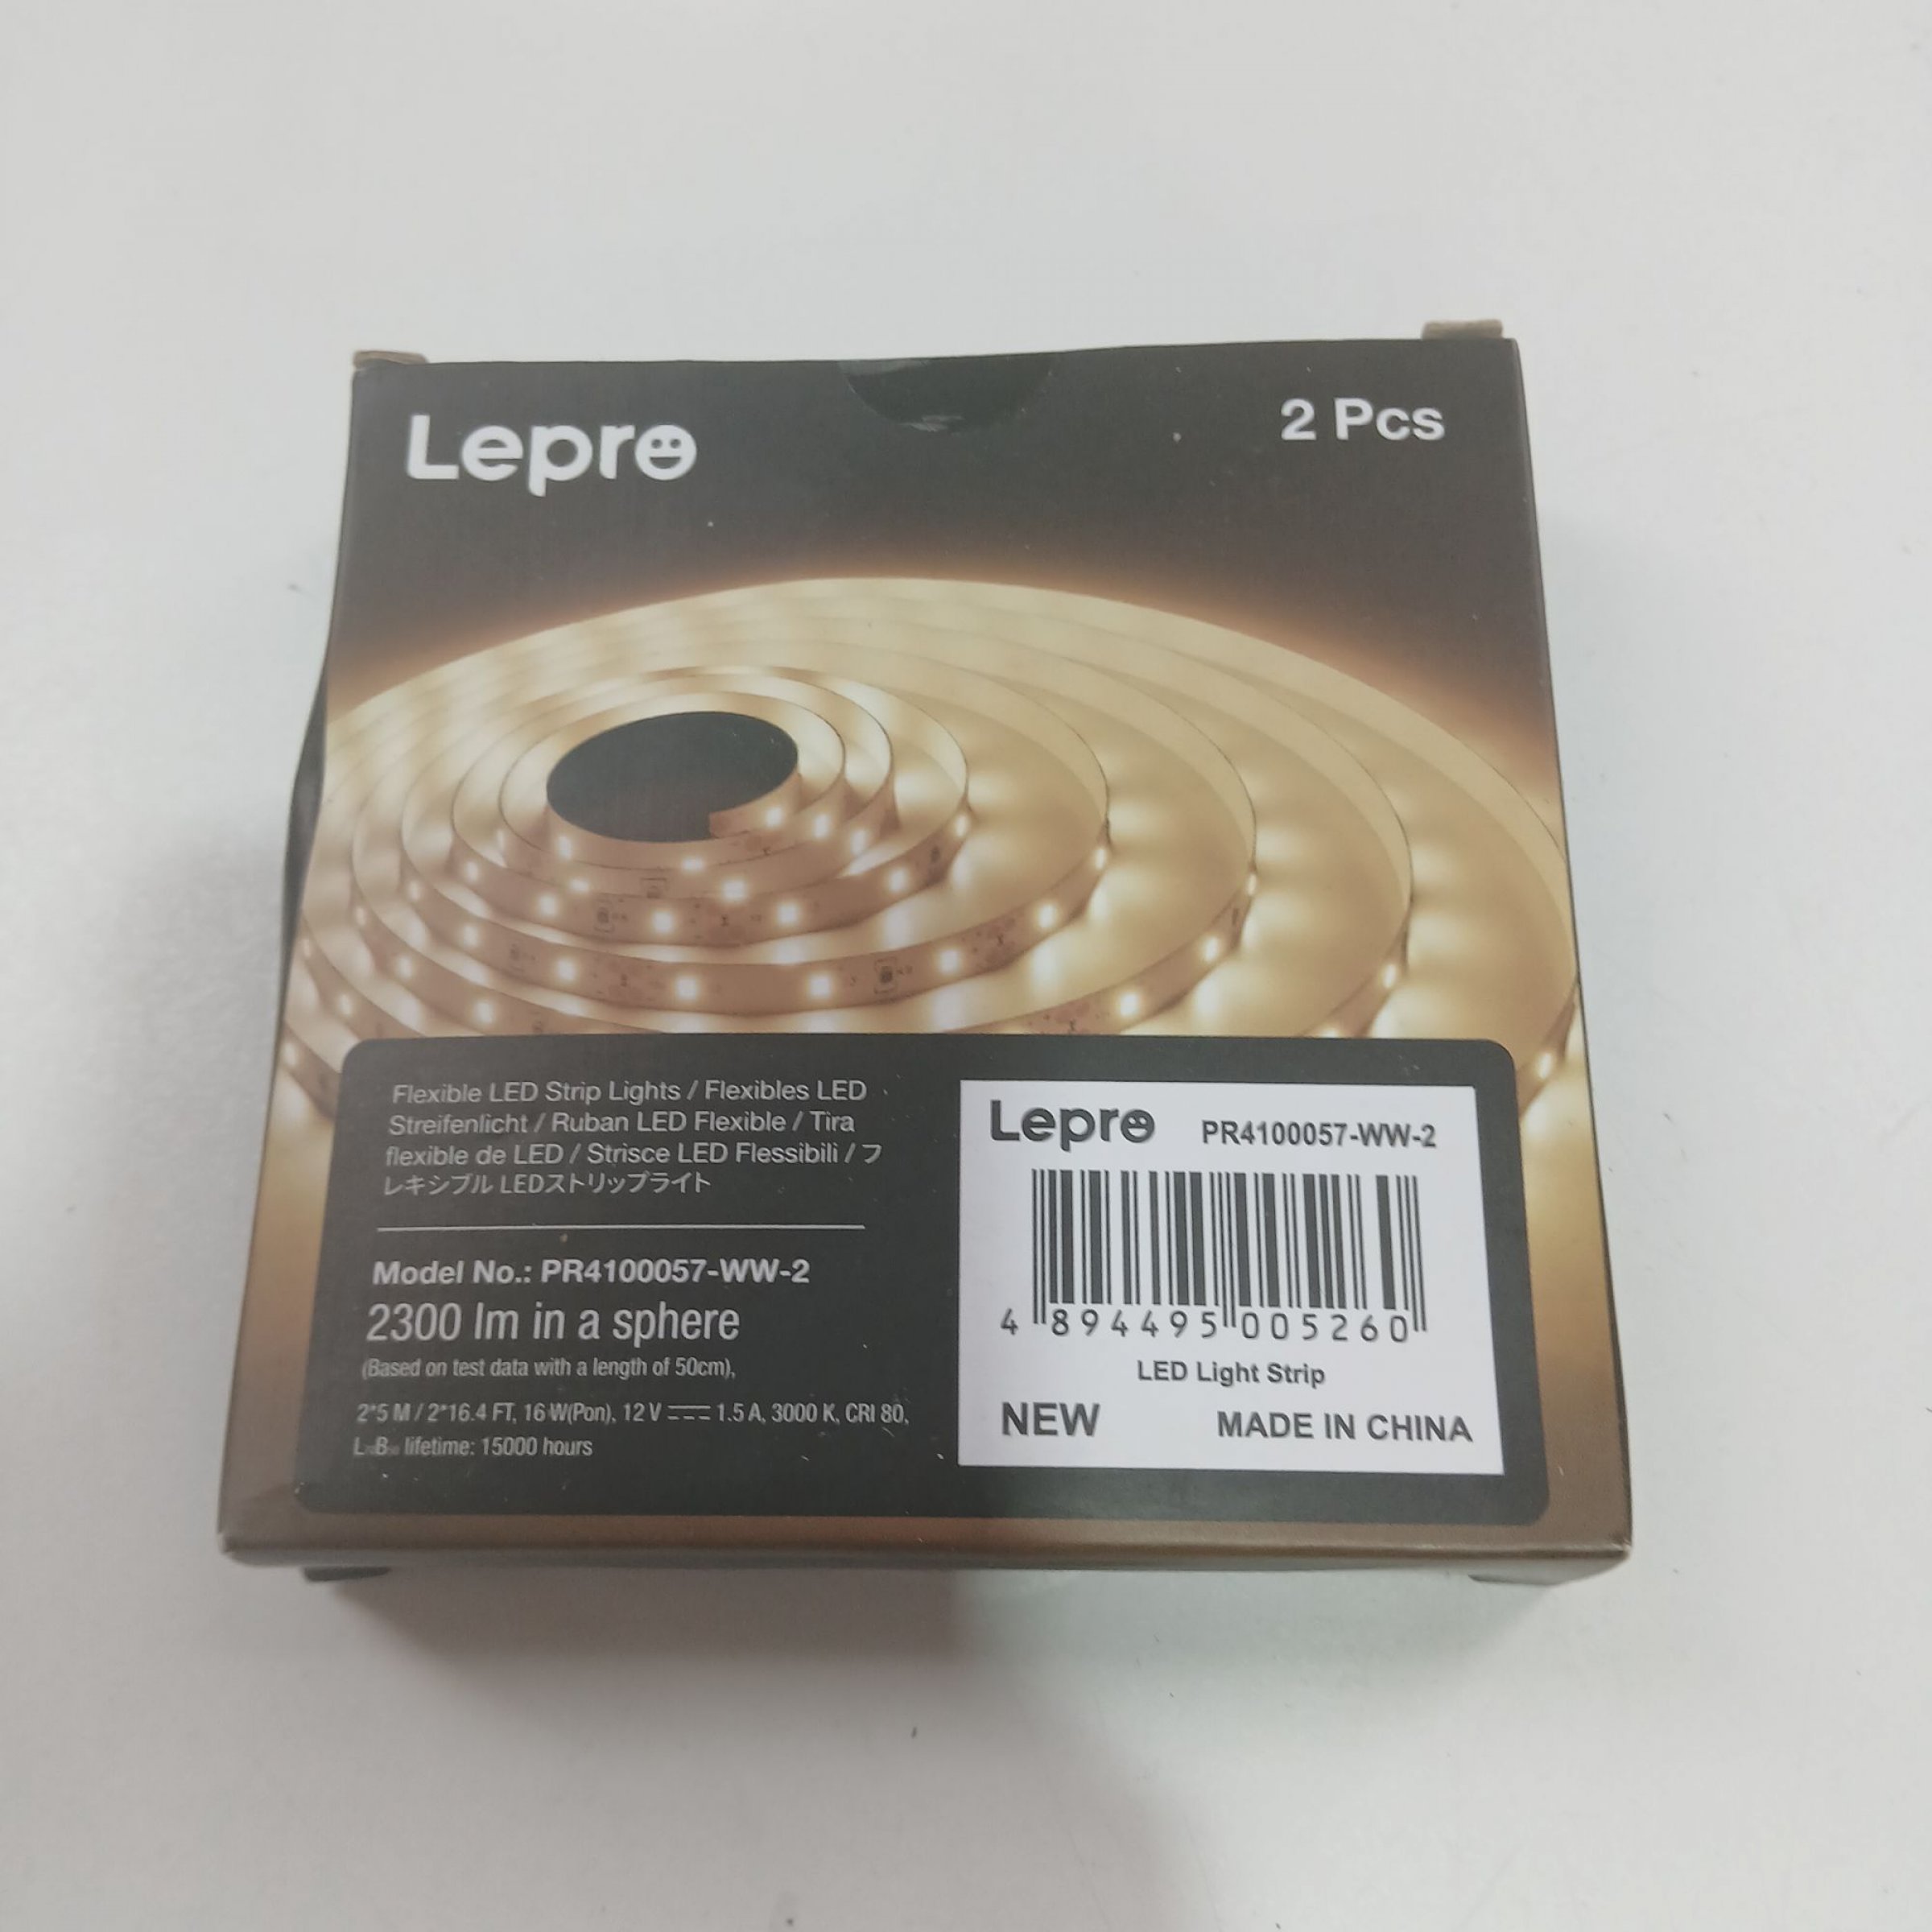 Lepro
2 Pcs
Flexible LED Strip Lights / Flexibles LED
Streifenlicht / Ruban LED Flexible / Tira
flexible de LED / Strisce LED Flessibili / フ
レキシブル LEDストリップライト
Model No.: PR4100057-WW-2
2300 lm in a sphere
(Based on test data with a length of 50cm),
2*5 M / 2*16.4 FT, 16 W(Pon), 12 V ⎓ 1.5 A, 3000 K, CRI 80,
lifetime: 15000 hours
Lepro PR4100057-WW-2
4 894495 005260
LED Light Strip
NEW MADE IN CHINA